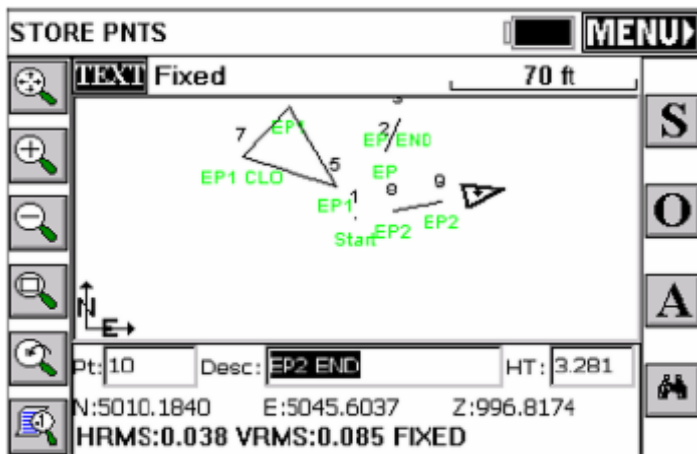 STORE PNTS MENU
TEXT Fixed 70 ft
S
O
A
7
EP1
2
EP END
5
EP1 CLO
EP
EP1
1
8
9
Start
EP2
EP2
N
E
Pt: 10 Desc: EP2 END HT: 3.281
N:5010.1840 E:5045.6037 Z:996.8174
HRMS:0.038 VRMS:0.085 FIXED